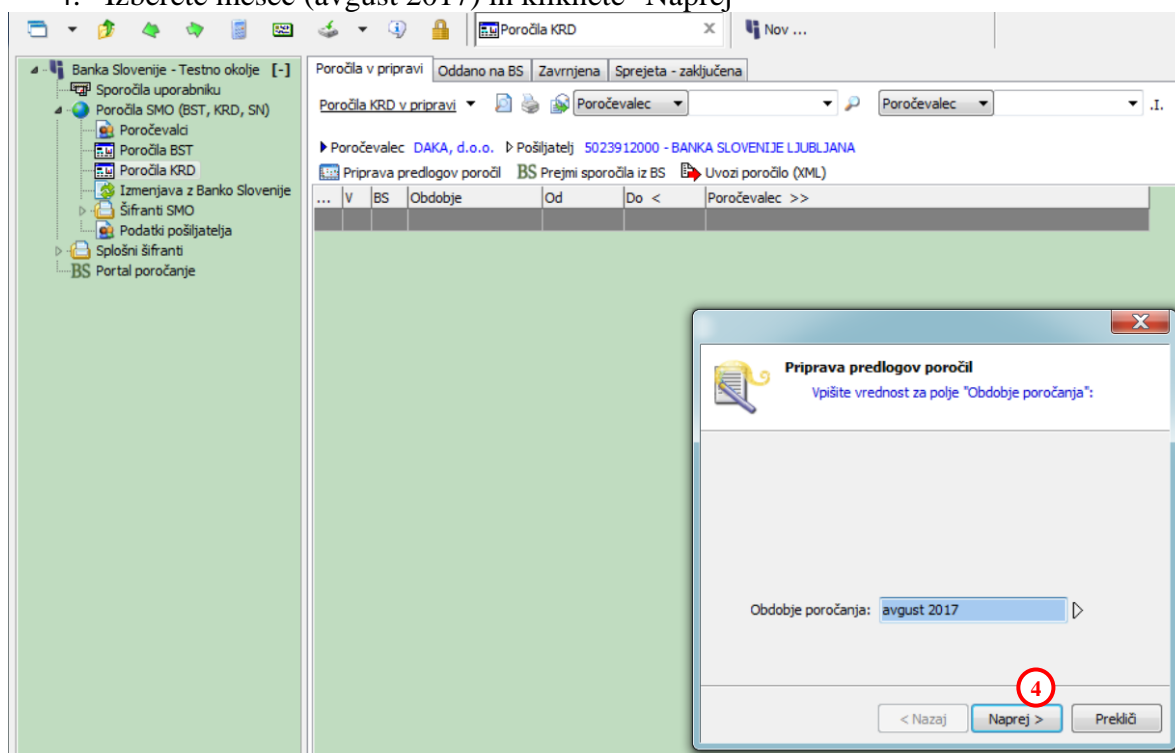 4. Izberete mesec (avgust 2017) in kliknete "Naprej"
Poročila KRD X Nov ...
Banka Slovenije - Testno okolje [-]
Sporočila uporabniku
Poročila SMO (BST, KRD, SN)
Poročevalci
Poročila BST
Poročila KRD
Izmenjava z Banko Slovenije
Šifranti SMO
Podatki pošiljatelja
Splošni šifranti
BS Portal poročanje
Poročila v pripravi Oddano na BS Zavrnjena Sprejeta - zaključena
Poročila KRD v pripravi Poročevalec Poročevalec .I.
Poročevalec DAKA, d.o.o. Pošiljatelj 5023912000 - BANKA SLOVENIJE LJUBLJANA
Priprava predlogov poročil BS Prejmi sporočila iz BS Uvozi poročilo (XML)
... V BS Obdobje Od Do < Poročevalec >>
X
Priprava predlogov poročil
Vpišite vrednost za polje "Obdobje poročanja":
Obdobje poročanja: avgust 2017
4
< Nazaj Naprej > Prekliči